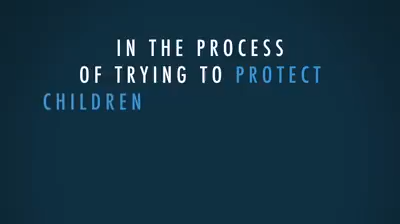 IN THE PROCESS
OF TRYING TO PROTECT
CHILDREN